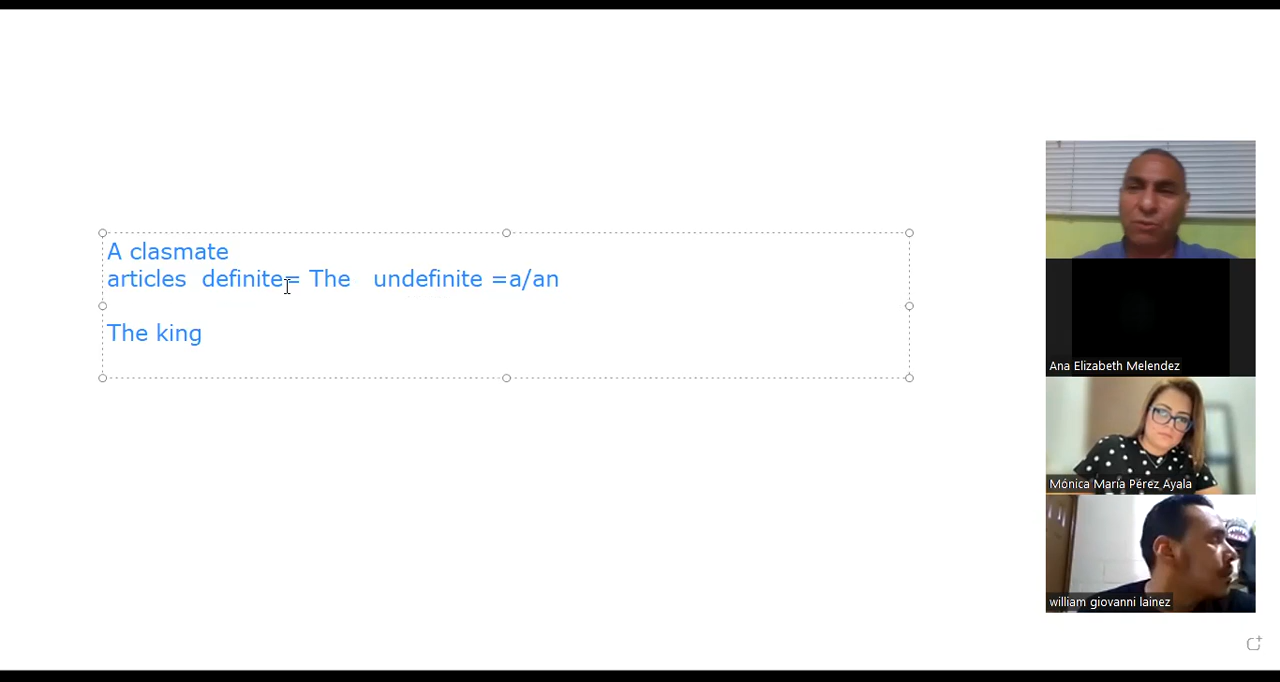 A clasmate
articles definite= The undefinite =a/an
The king
Ana Elizabeth Melendez
Mónica María Pérez Ayala
william giovanni lainez